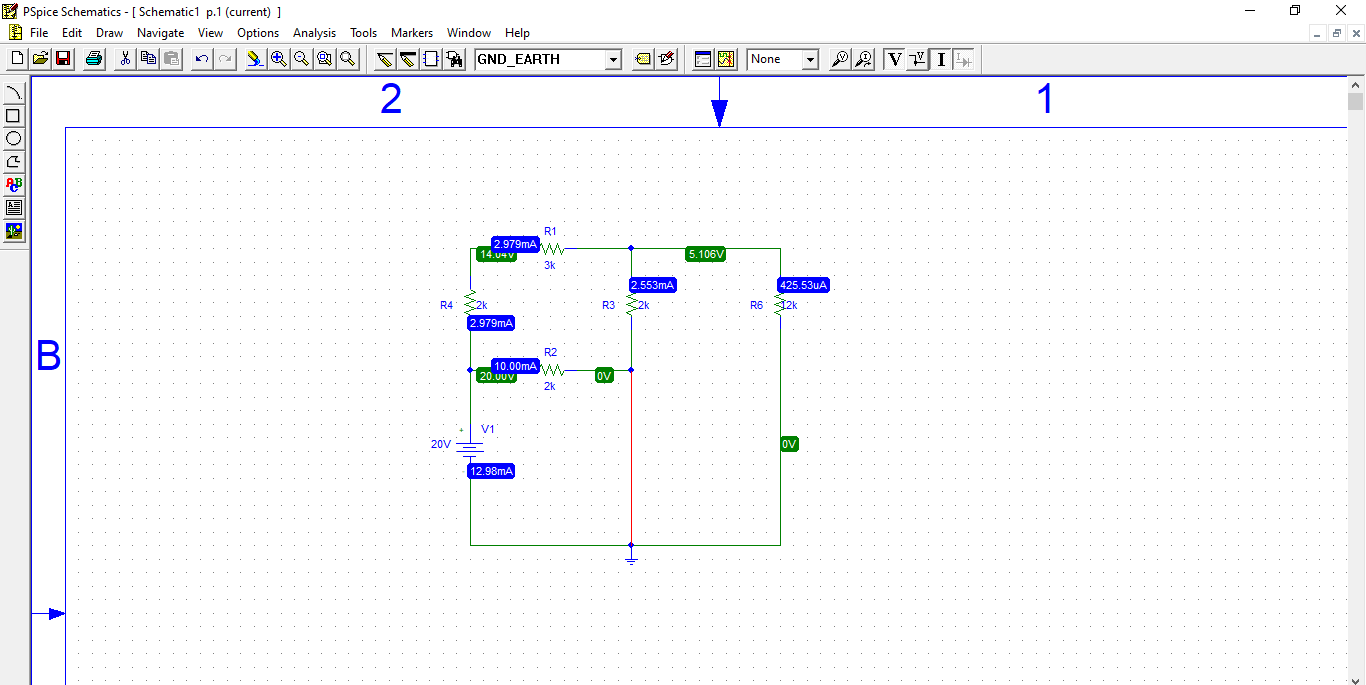 PSpice Schematics - [ Schematic1 p.1 (current) ]
File Edit Draw Navigate View Options Analysis Tools Markers Window Help
GND_EARTH None V V I I
ABC
2 1
R1
2.979mA
14.04V 5.106V
3k
2.553mA 425.53uA
R4 2k R3 2k R6 12k
2.979mA
B
R2
10.00mA
20.00V 0V
2k
+ V1
20V 0V
12.98mA